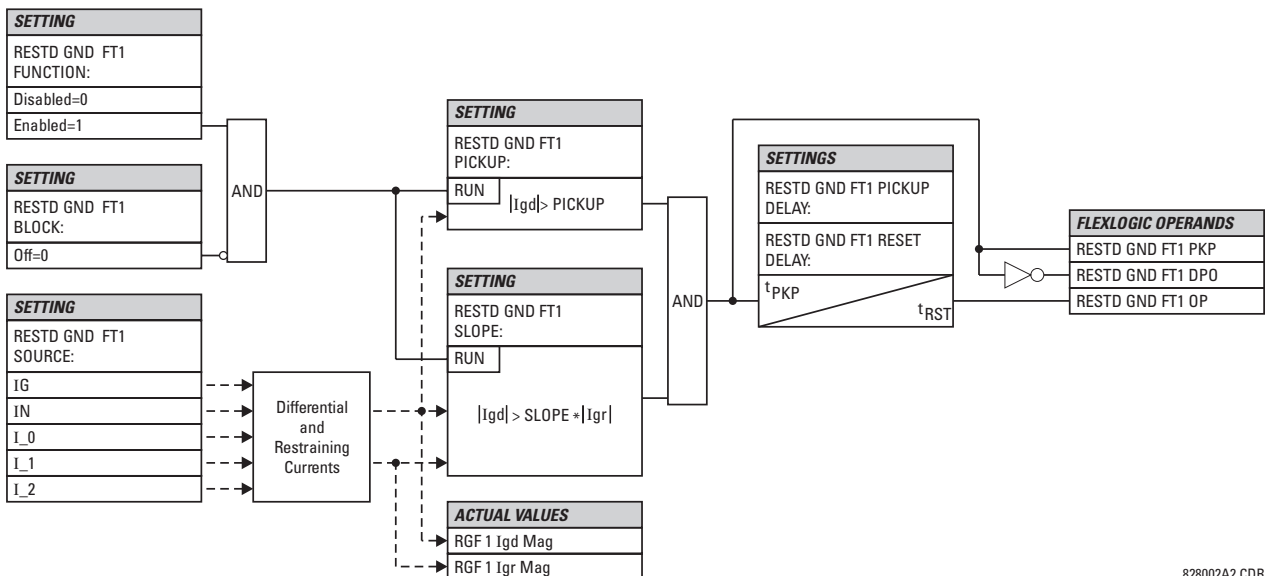 SETTING
RESTD GND FT1
FUNCTION:
Disabled=0
Enabled=1
SETTING
RESTD GND FT1
BLOCK:
Off=0
SETTING
RESTD GND FT1
SOURCE:
IG
IN
I_0
I_1
I_2
AND
Differential
and
Restraining
Currents
SETTING
RESTD GND FT1
PICKUP:
RUN
|Igd|> PICKUP
SETTING
RESTD GND FT1
SLOPE:
RUN
|Igd| > SLOPE *|Igr|
ACTUAL VALUES
RGF 1 Igd Mag
RGF 1 Igr Mag
AND
SETTINGS
RESTD GND FT1 PICKUP
DELAY:
RESTD GND FT1 RESET
DELAY:
tPKP
tRST
FLEXLOGIC OPERANDS
RESTD GND FT1 PKP
RESTD GND FT1 DPO
RESTD GND FT1 OP
828002A2.CDR